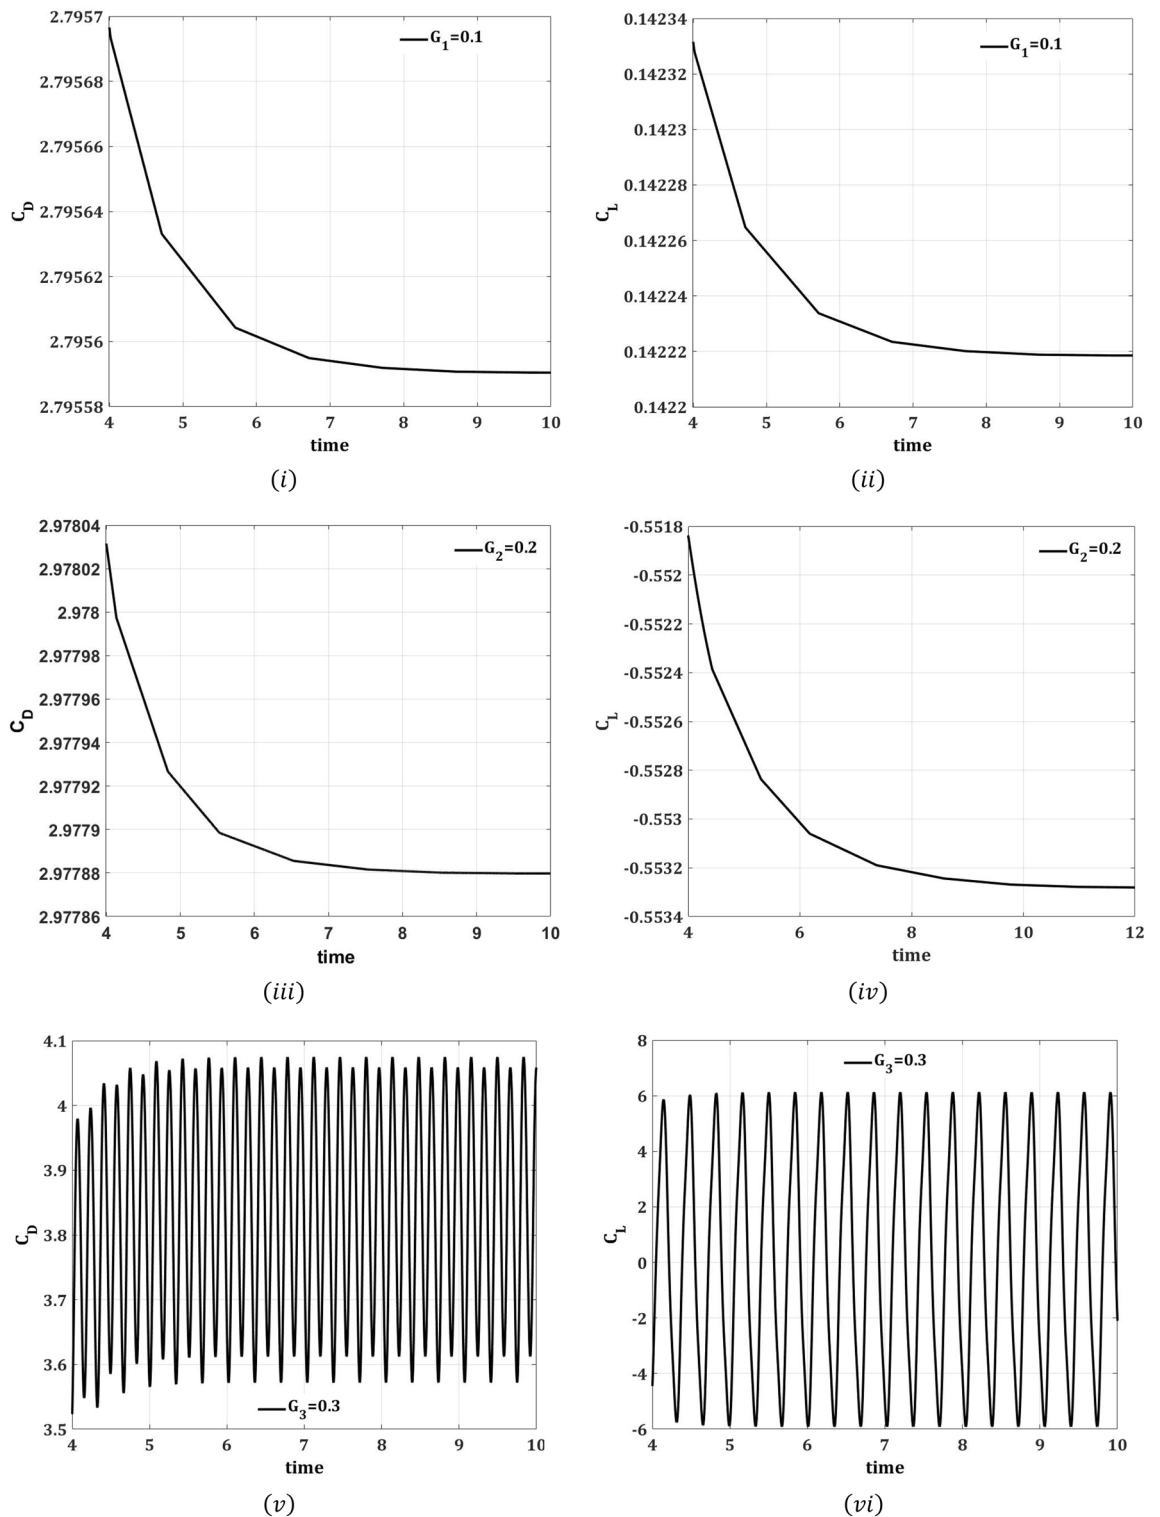 2.7957
2.79568
2.79566
2.79564
2.79562
2.7956
2.79558
C_D
G_1=0.1
4 5 6 7 8 9 10
time
(i)
0.14234
0.14232
0.1423
0.14228
0.14226
0.14224
0.14222
0.1422
C_L
G_1=0.1
4 5 6 7 8 9 10
time
(ii)
2.97804
2.97802
2.978
2.97798
2.97796
2.97794
2.97792
2.9779
2.97788
2.97786
C_D
G_2=0.2
4 5 6 7 8 9 10
time
(iii)
-0.5518
-0.552
-0.5522
-0.5524
-0.5526
-0.5528
-0.553
-0.5532
-0.5534
C_L
G_2=0.2
4 6 8 10 12
time
(iv)
4.1
4
3.9
3.8
3.7
3.6
3.5
C_D
G_3=0.3
4 5 6 7 8 9 10
time
(v)
8
6
4
2
0
-2
-4
-6
C_L
G_3=0.3
4 5 6 7 8 9 10
time
(vi)